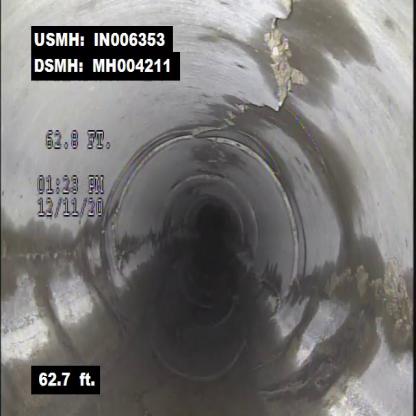 USMH: IN006353
DSMH: MH004211
62.8 FT.
01:23 PM
12/11/20
62.7 ft.